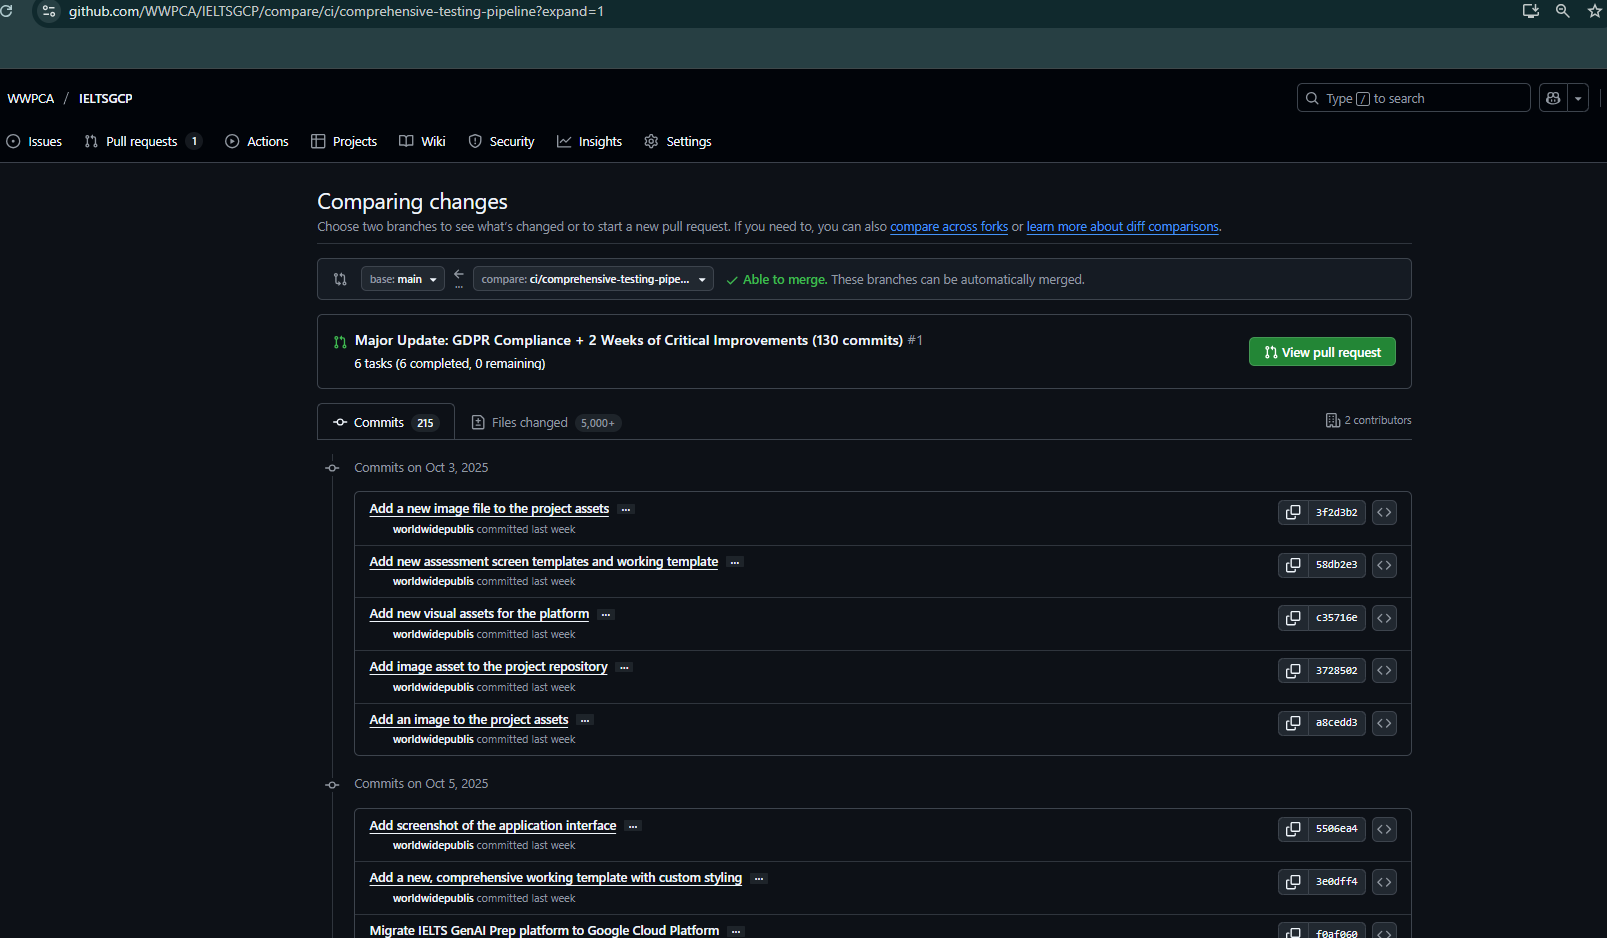 github.com/WWPCA/IELTSGCP/compare/ci/comprehensive-testing-pipeline?expand=1
WWPCA / IELTSGCP
Type / to search
Issues Pull requests 1 Actions Projects Wiki Security Insights Settings
Comparing changes
Choose two branches to see what's changed or to start a new pull request. If you need to, you can also compare across forks or learn more about diff comparisons.
base: main ... compare: ci/comprehensive-testing-pipe... Able to merge. These branches can be automatically merged.
Major Update: GDPR Compliance + 2 Weeks of Critical Improvements (130 commits) #1
View pull request
6 tasks (6 completed, 0 remaining)
Commits 215 Files changed 5,000+ 2 contributors
Commits on Oct 3, 2025
Add a new image file to the project assets ... 3f2d3b2
worldwidepublis committed last week
Add new assessment screen templates and working template ... 58db2e3
worldwidepublis committed last week
Add new visual assets for the platform ... c35716e
worldwidepublis committed last week
Add image asset to the project repository ... 3728502
worldwidepublis committed last week
Add an image to the project assets ... a8cedd3
worldwidepublis committed last week
Commits on Oct 5, 2025
Add screenshot of the application interface ... 5506ea4
worldwidepublis committed last week
Add a new, comprehensive working template with custom styling ... 3e0dff4
worldwidepublis committed last week
Migrate IELTS GenAI Prep platform to Google Cloud Platform ... f0af060